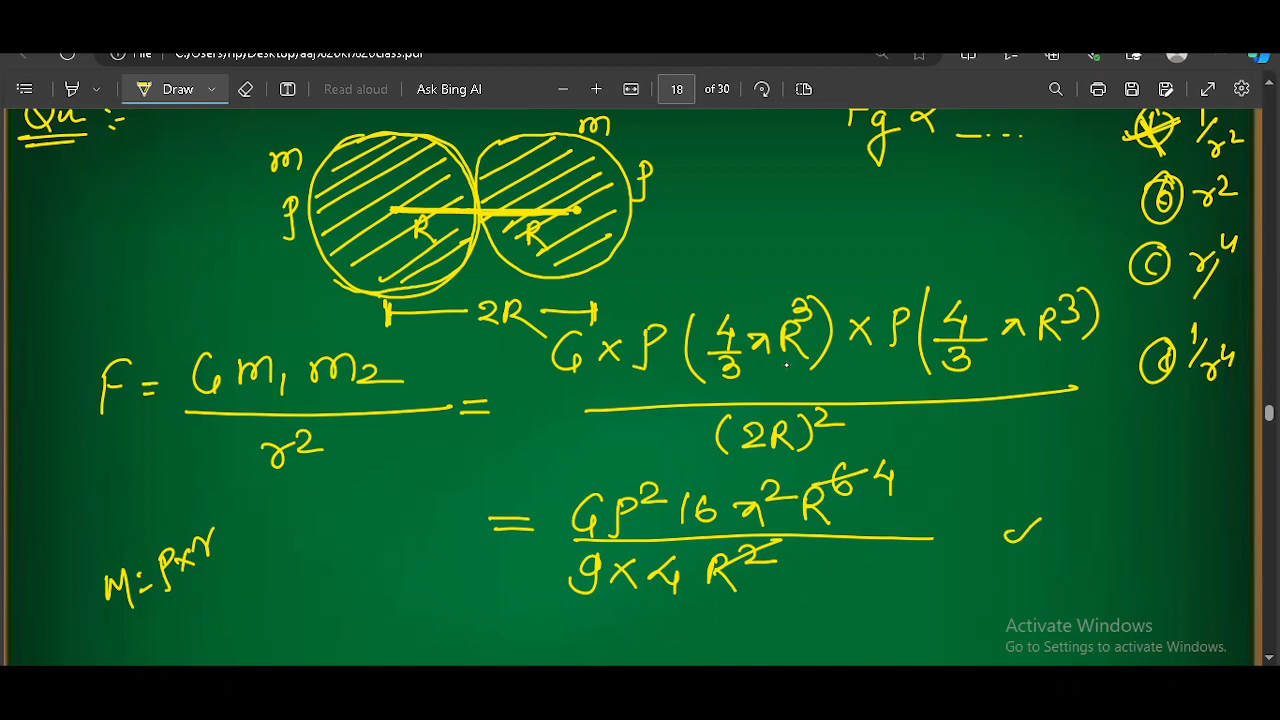 File C:/Users/hp/Desktop/aaj%20ki%20class.pdf
Draw Read aloud Ask Bing AI 18 of 30
Qu :-
m m
ρ ρ
R R
2R
Fg ∝ ----
(a) 1/r²
(b) r²
(c) r⁴
(d) 1/r⁴
F = G m₁ m₂ / r² = G × ρ (4/3 π R³) × ρ (4/3 π R³) / (2R)²
= G ρ² 16 π² R⁶ 4 / 9 × 4 R² ✓
M = ρ × v
Activate Windows
Go to Settings to activate Windows.